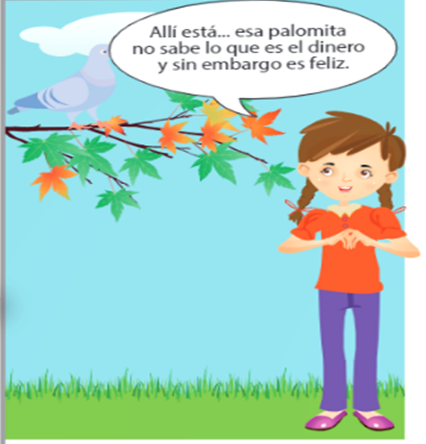 Allí está... esa palomita
no sabe lo que es el dinero
y sin embargo es feliz.